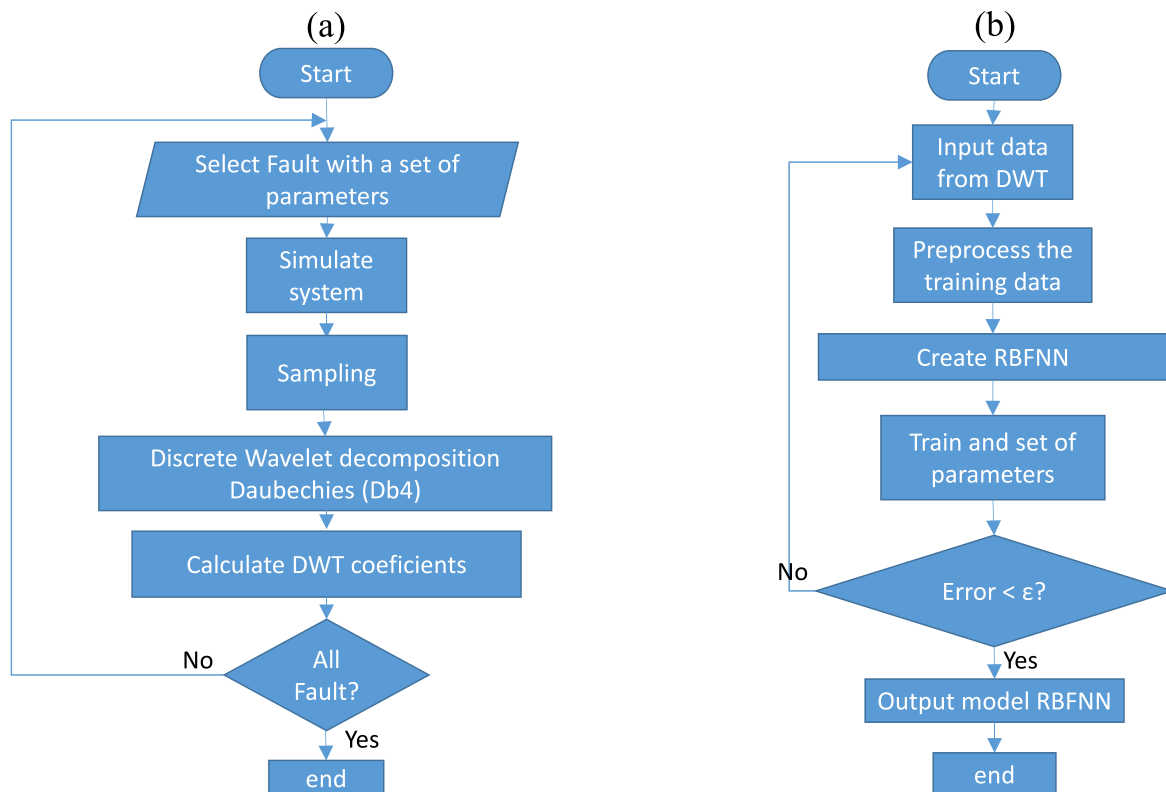 (a)
Start
Select Fault with a set of
parameters
Simulate
system
Sampling
Discrete Wavelet decomposition
Daubechies (Db4)
Calculate DWT coeficients
All
Fault?
No
Yes
end
(b)
Start
Input data
from DWT
Preprocess the
training data
Create RBFNN
Train and set of
parameters
Error < ε?
No
Yes
Output model RBFNN
end